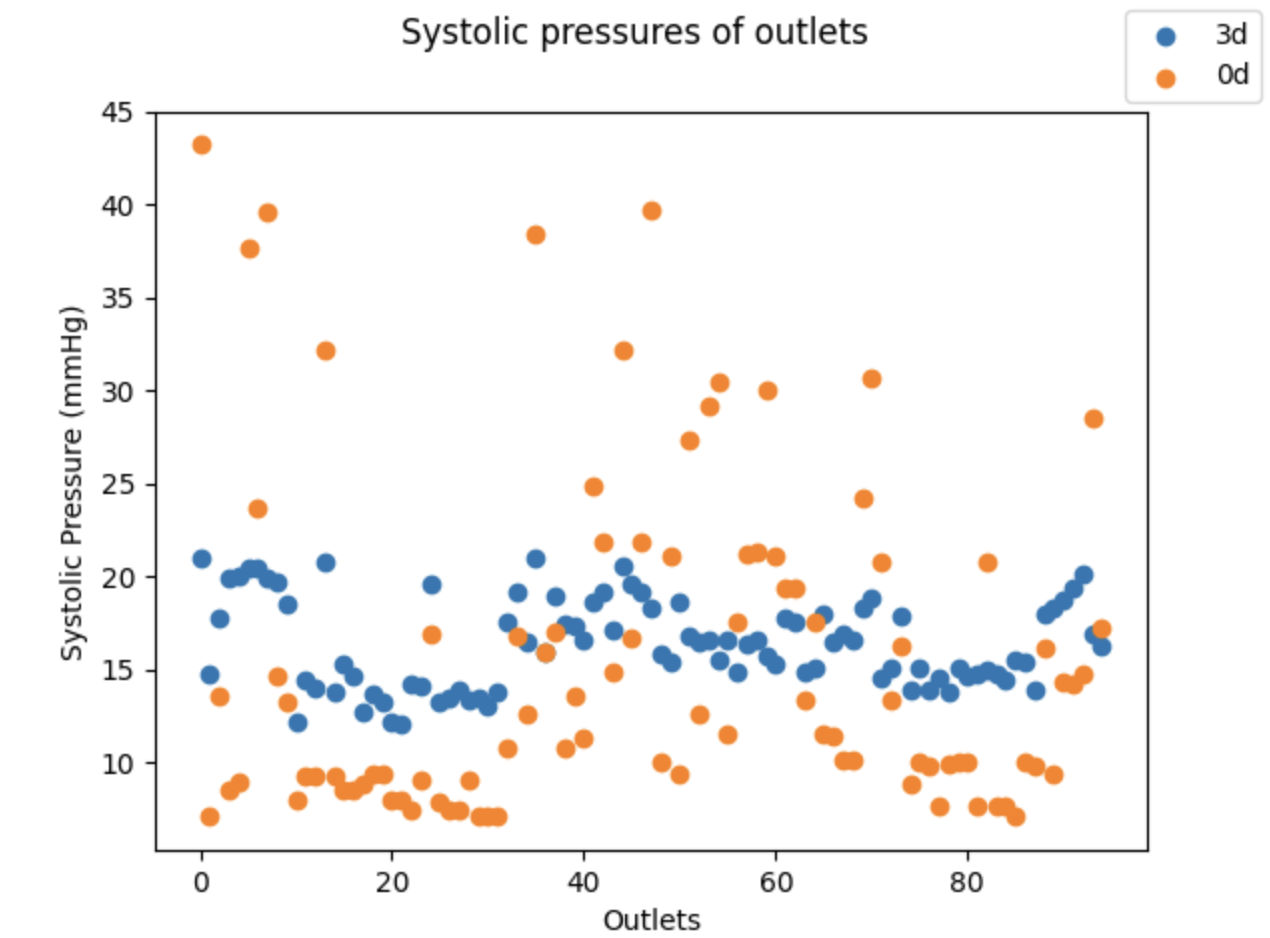 Systolic pressures of outlets
3d
0d
45
40
35
30
25
20
15
10
Systolic Pressure (mmHg)
0 20 40 60 80
Outlets